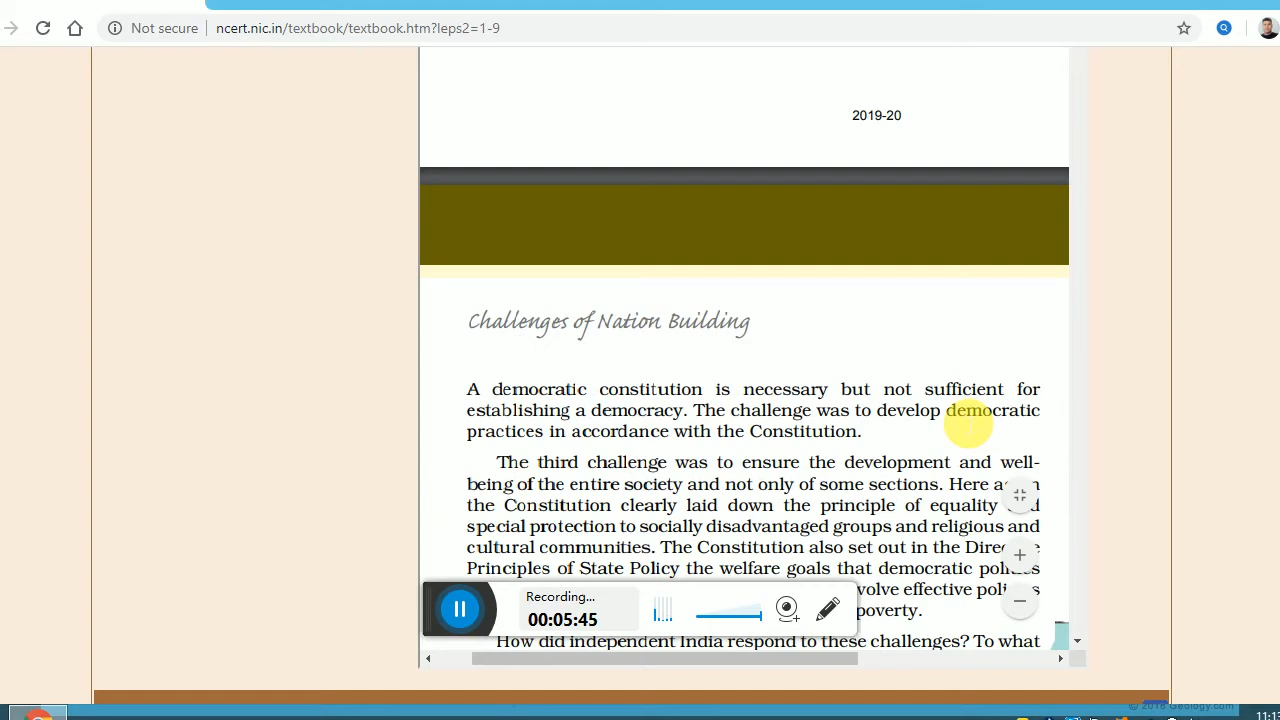 Not secure ncert.nic.in/textbook/textbook.htm?leps2=1-9
2019-20
Challenges of Nation Building
A democratic constitution is necessary but not sufficient for
establishing a democracy. The challenge was to develop democratic
practices in accordance with the Constitution.
The third challenge was to ensure the development and well-
being of the entire society and not only of some sections. Here
the Constitution clearly laid down the principle of equality
special protection to socially disadvantaged groups and religious and
cultural communities. The Constitution also set out in the
Principles of State Policy the welfare goals that democratic
effective
poverty.
How did independent India respond to these challenges? To what
Recording...
00:05:45
© 2018 Geology.com